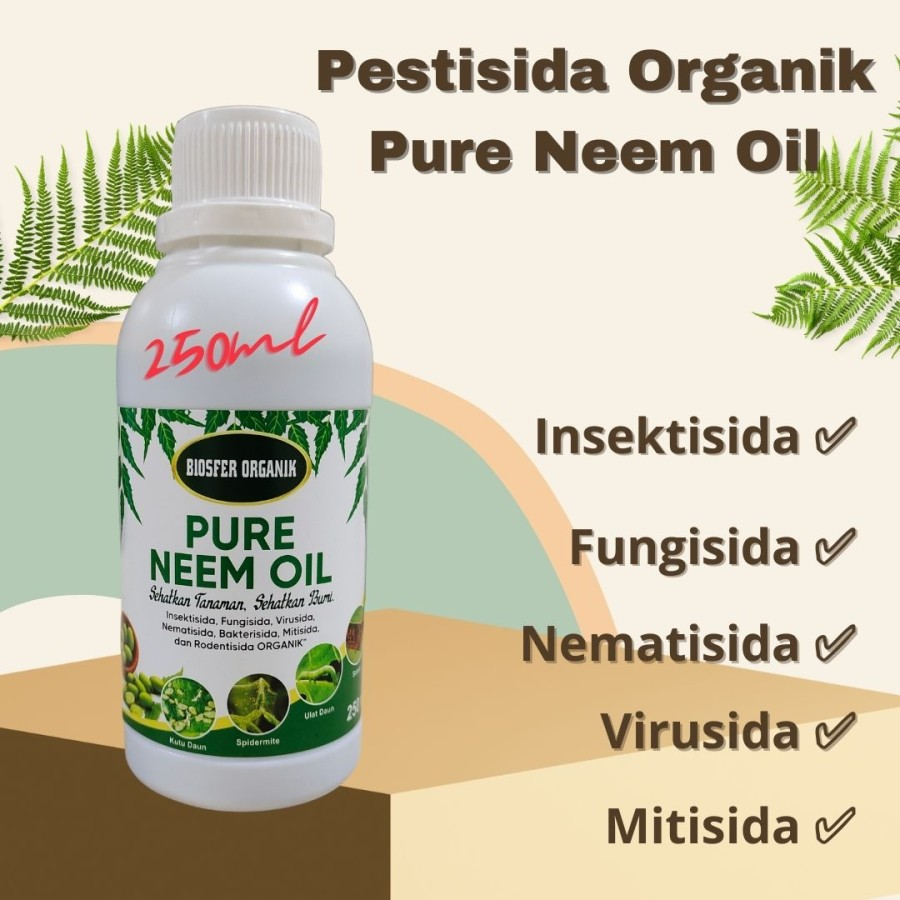 Pestisida Organik
Pure Neem Oil
250ml
BIOSFER ORGANIK
PURE
NEEM OIL
Sehatkan Tanaman, Sehatkan Bumi.
Insektisida, Fungisida, Virusida,
Nematisida, Bakterisida, Mitisida,
dan Rodentisida ORGANIK"
Kutu Daun
Spidermite
Ulat Daun
250
Insektisida ✅
Fungisida ✅
Nematisida ✅
Virusida ✅
Mitisida ✅